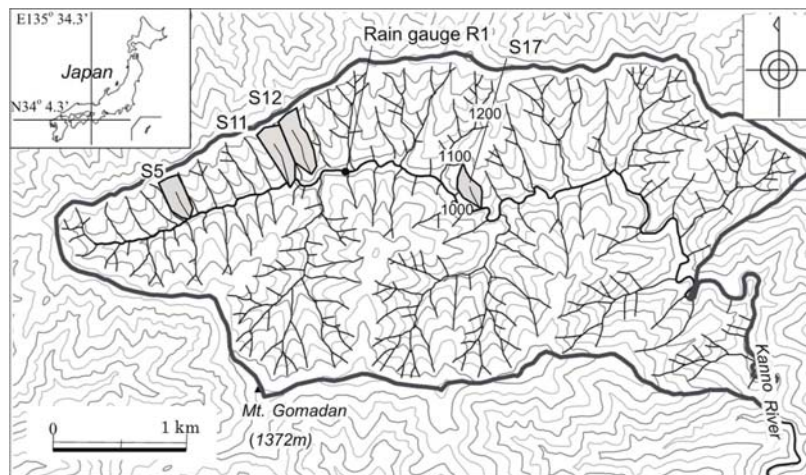 E135° 34.3'
Japan
N34° 4.3'
Rain gauge R1
S17
S12
S11
S5
1200
1100
1000
Mt. Gomadan
(1372m)
Kanno River
0 1 km